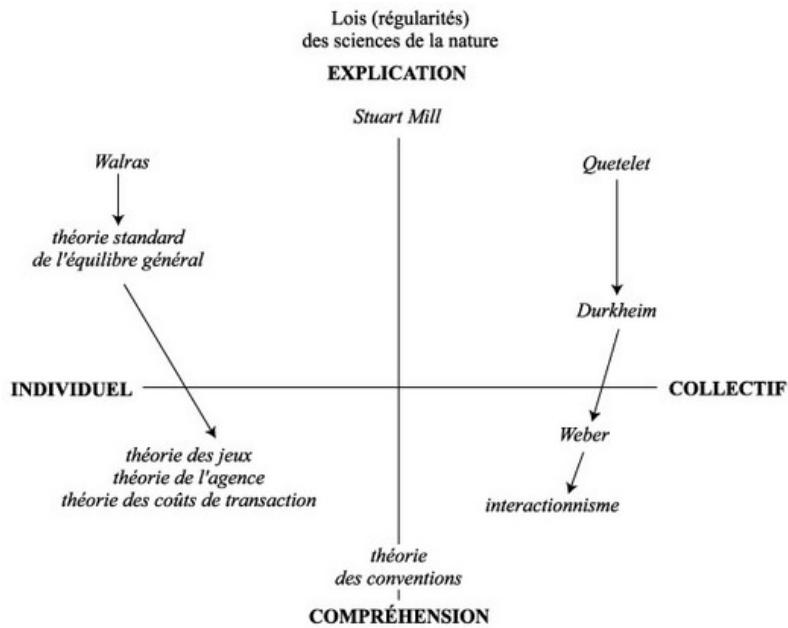 Lois (régularités)
des sciences de la nature
EXPLICATION
Stuart Mill
Walras
Quetelet
théorie standard
de l'équilibre général
Durkheim
INDIVIDUEL
COLLECTIF
Weber
théorie des jeux
théorie de l'agence
théorie des coûts de transaction
interactionnisme
théorie
des conventions
COMPRÉHENSION